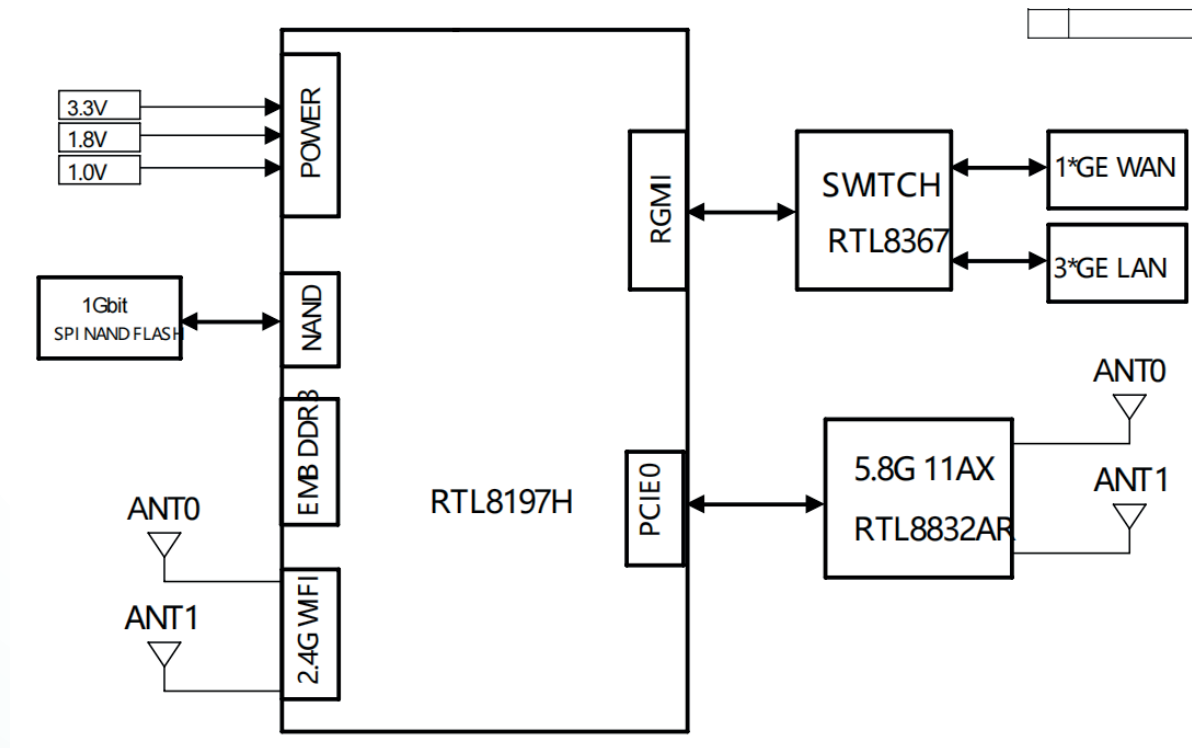 3.3V
1.8V
1.0V
POWER
1Gbit
SPI NAND FLASH
NAND
EMB DDR3
ANT0
ANT1
2.4G WIFI
RTL8197H
RGMI
SWITCH
RTL8367
1*GE WAN
3*GE LAN
PCIE0
5.8G 11AX
RTL8832AR
ANT0
ANT1